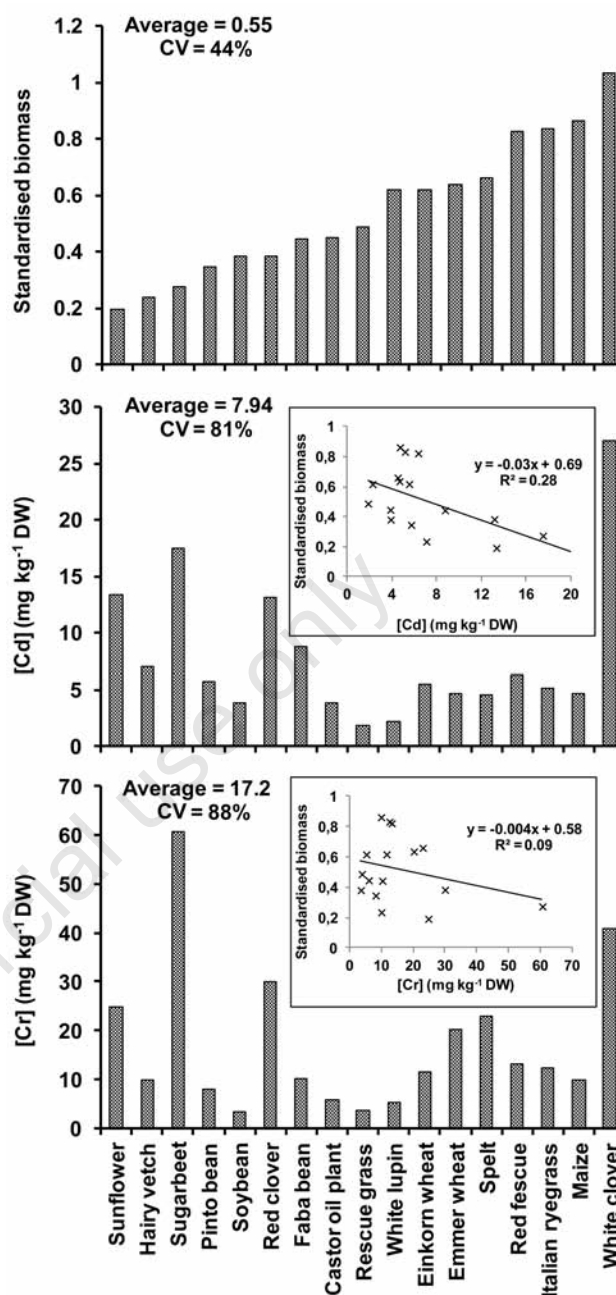 Average = 0.55
CV = 44%
1.2
1
0.8
0.6
0.4
0.2
0
Standardised biomass
Average = 7.94
CV = 81%
30
25
20
15
10
5
0
[Cd] (mg kg⁻¹ DW)
1
0,8
0,6
0,4
0,2
0
Standardised biomass
y = -0.03x + 0.69
R² = 0.28
0 4 8 12 16 20
[Cd] (mg kg⁻¹ DW)
Average = 17.2
CV = 88%
70
60
50
40
30
20
10
0
[Cr] (mg kg⁻¹ DW)
1
0,8
0,6
0,4
0,2
0
Standardised biomass
y = -0.004x + 0.58
R² = 0.09
0 10 20 30 40 50 60 70
[Cr] (mg kg⁻¹ DW)
Sunflower
Hairy vetch
Sugarbeet
Pinto bean
Soybean
Red clover
Faba bean
Castor oil plant
Rescue grass
White lupin
Einkorn wheat
Emmer wheat
Spelt
Red fescue
Italian ryegrass
Maize
White clover
cial use only